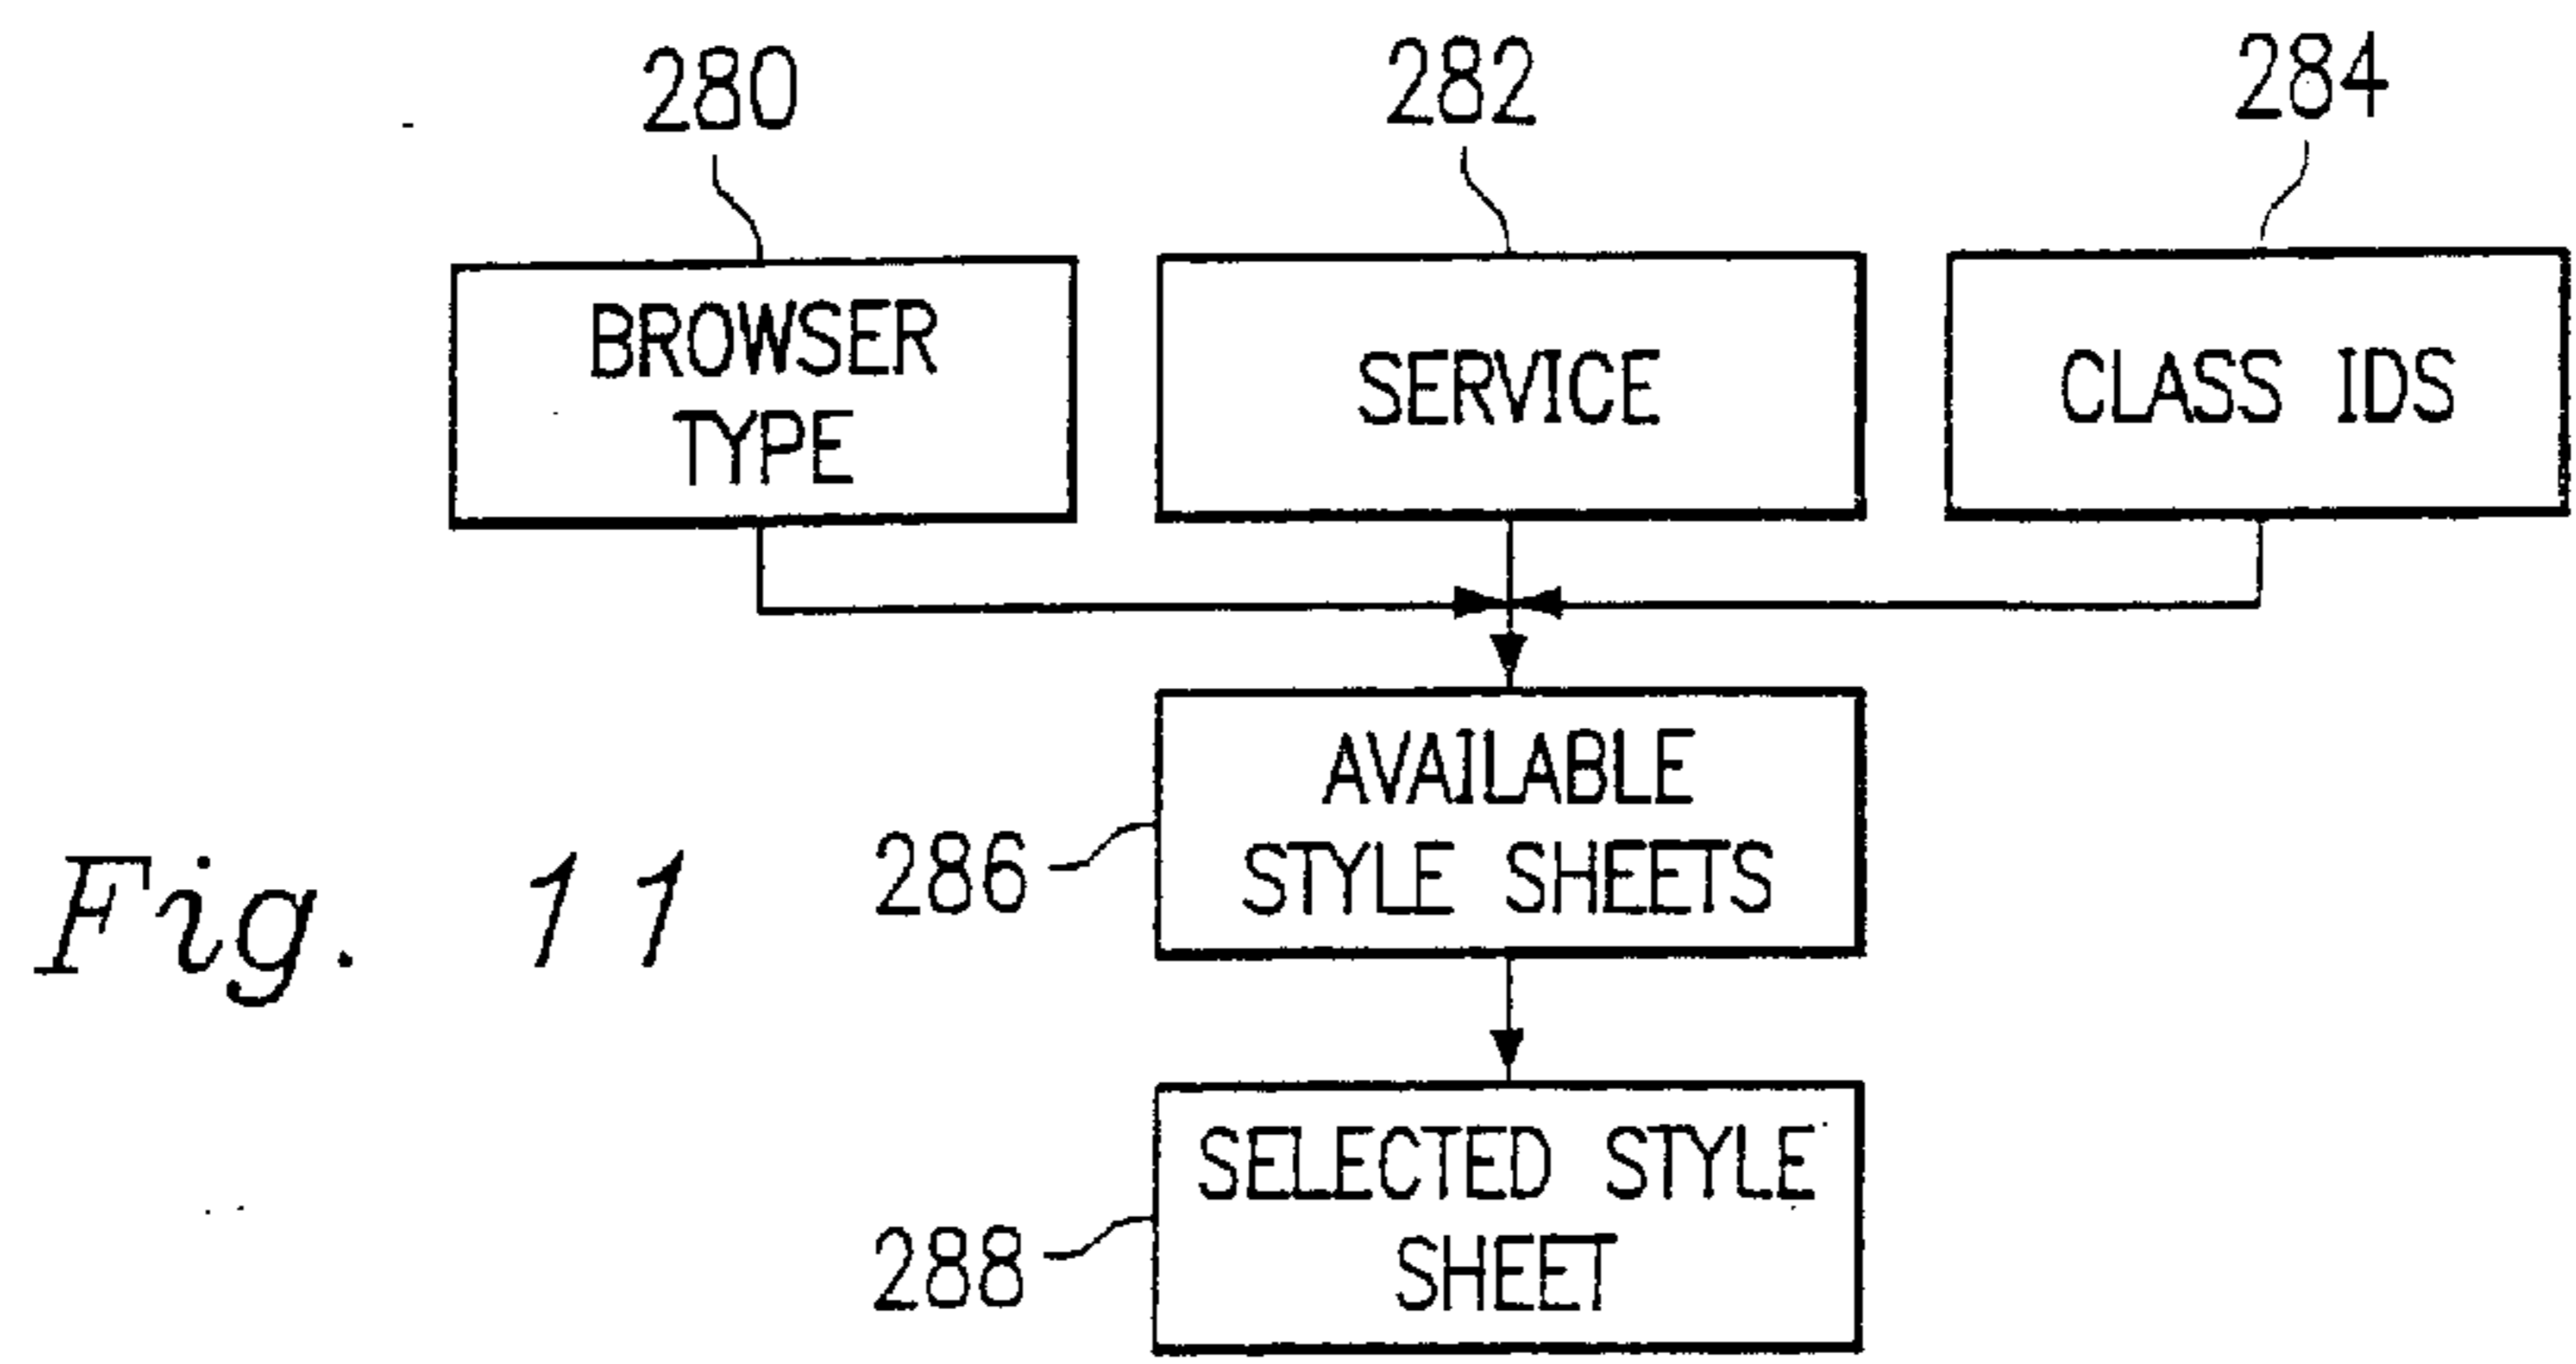 280
282
284
BROWSER
TYPE
SERVICE
CLASS IDS
AVAILABLE
STYLE SHEETS
286
Fig. 11
SELECTED STYLE
SHEET
288